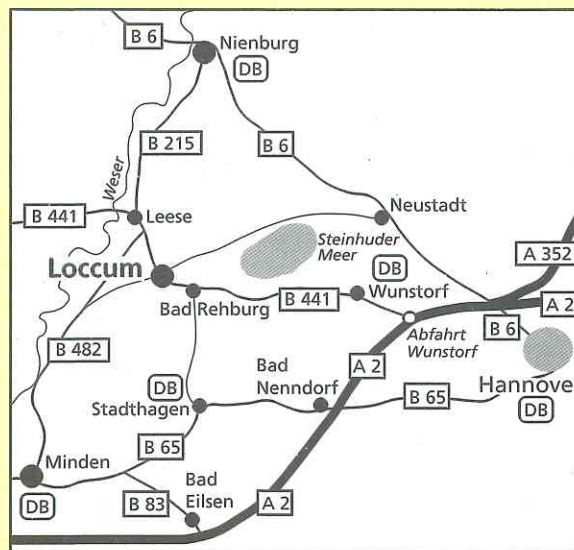 B 6
Nienburg
DB
B 215
B 6
Weser
B 441
Leese
Neustadt
Steinhuder
Meer
A 352
Loccum
DB
Wunstorf
B 441
A 2
Bad Rehburg
Abfahrt
Wunstorf
B 6
B 482
A 2
Bad
Nenndorf
Hannove
DB
Stadthagen
B 65
DB
B 65
Minden
DB
Bad
Eilsen
B 83
A 2